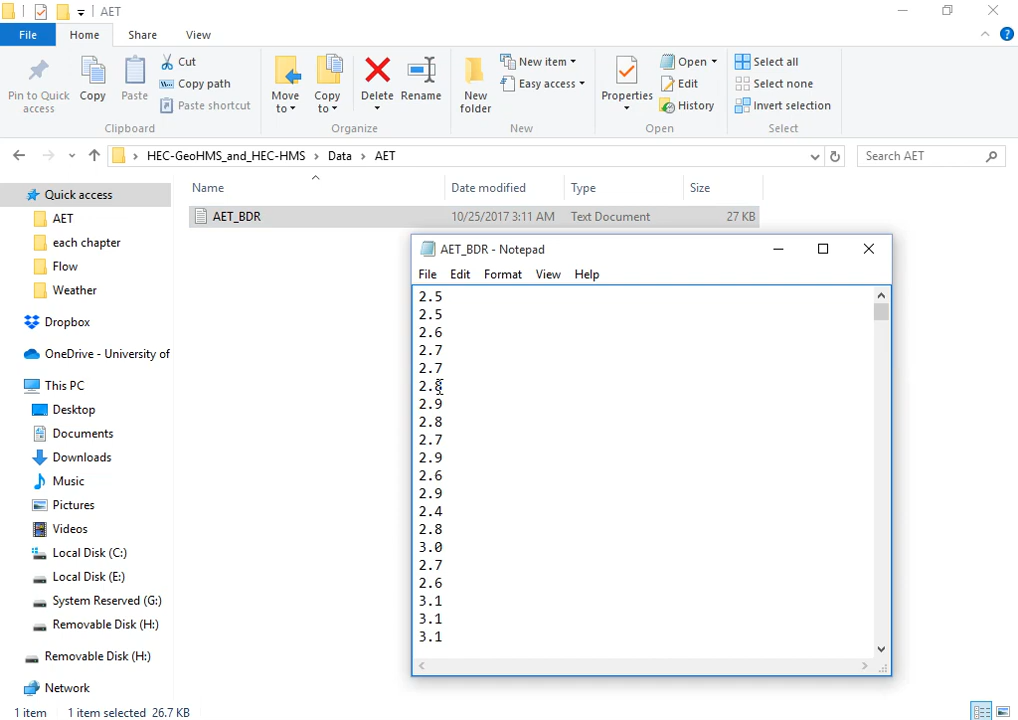 AET
File Home Share View
Pin to Quick access
Copy
Paste
Cut
Copy path
Paste shortcut
Clipboard
Move to
Copy to
Delete
Rename
Organize
New folder
New item
Easy access
New
Properties
Open
Edit
History
Open
Select all
Select none
Invert selection
Select
HEC-GeoHMS_and_HEC-HMS > Data > AET
Search AET
Quick access
AET
each chapter
Flow
Weather
Dropbox
OneDrive - University of
This PC
Desktop
Documents
Downloads
Music
Pictures
Videos
Local Disk (C:)
Local Disk (E:)
System Reserved (G:)
Removable Disk (H:)
Removable Disk (H:)
Network
Name Date modified Type Size
AET_BDR 10/25/2017 3:11 AM Text Document 27 KB
AET_BDR - Notepad
File Edit Format View Help
2.5
2.5
2.6
2.7
2.7
2.8
2.9
2.8
2.7
2.9
2.6
2.9
2.4
2.8
3.0
2.7
2.6
3.1
3.1
3.1
1 item 1 item selected 26.7 KB